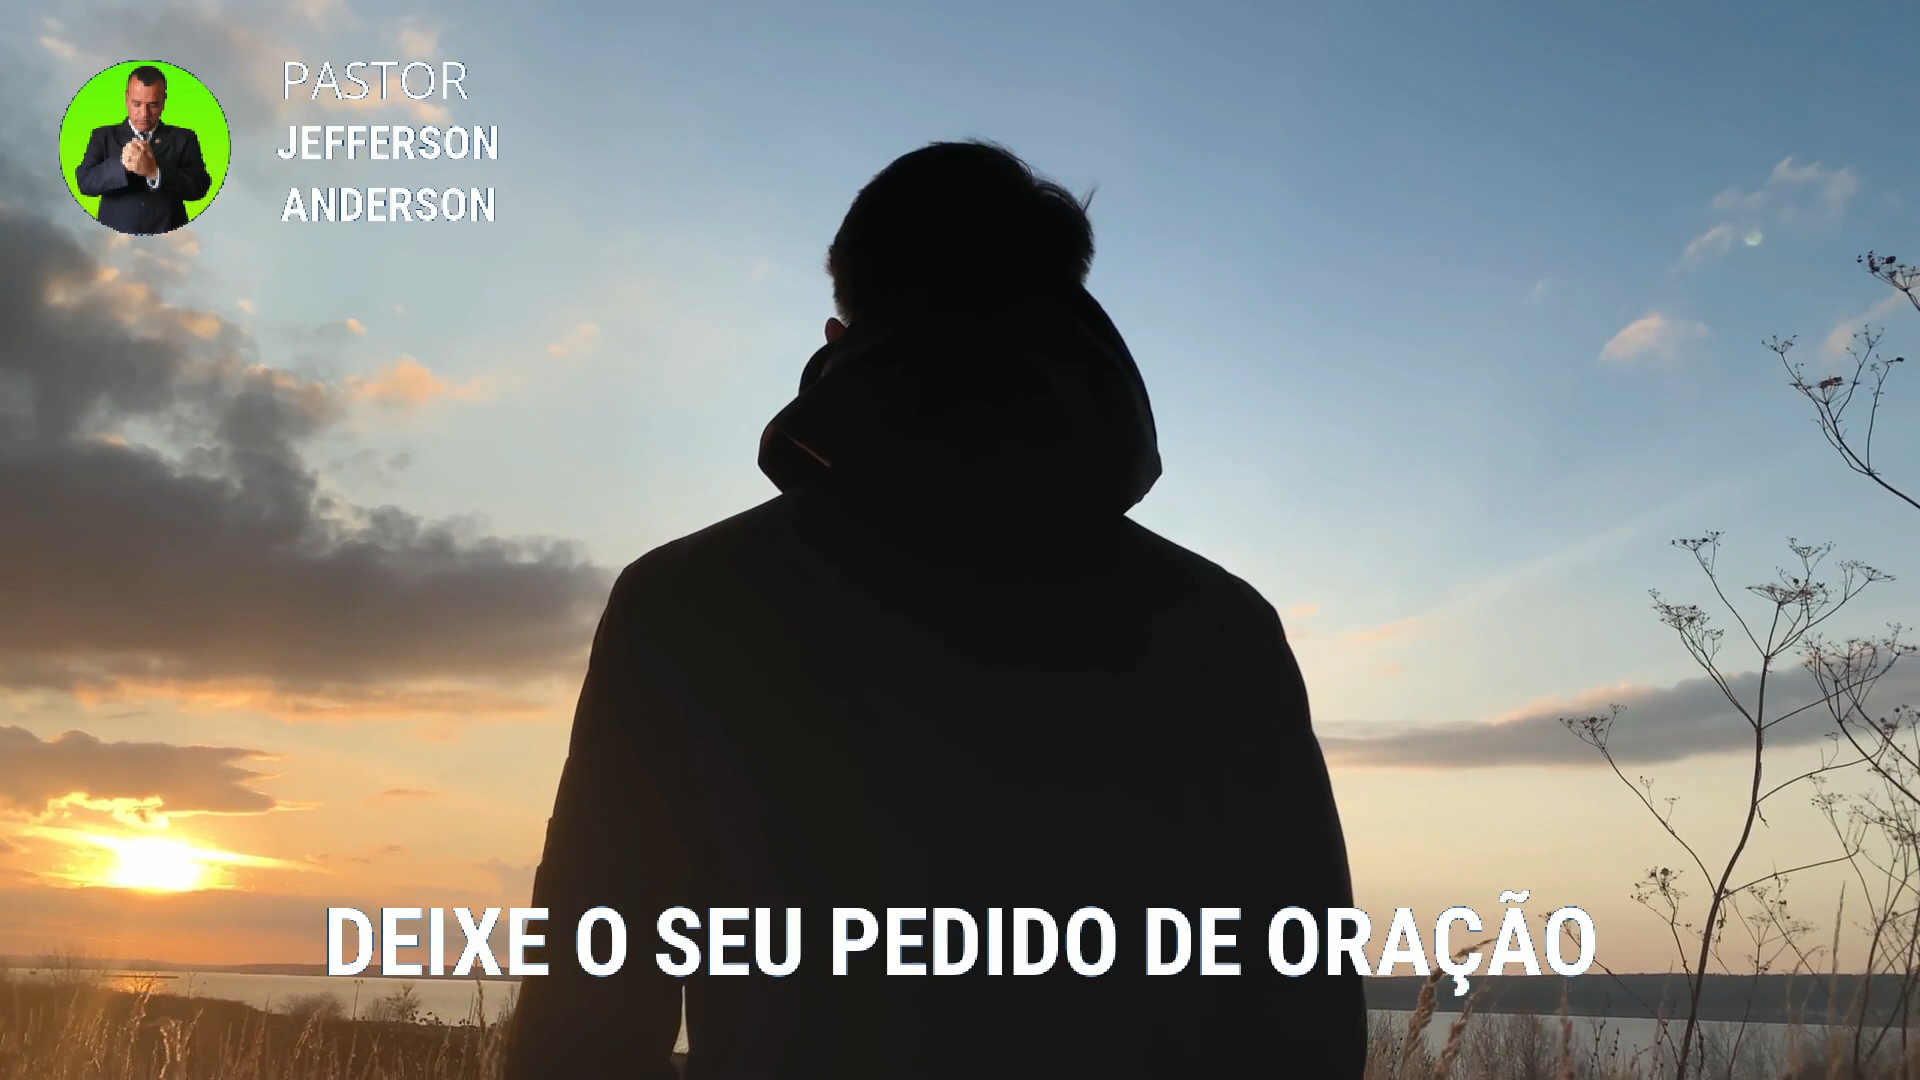 PASTOR
JEFFERSON
ANDERSON
DEIXE O SEU PEDIDO DE ORAÇÃO